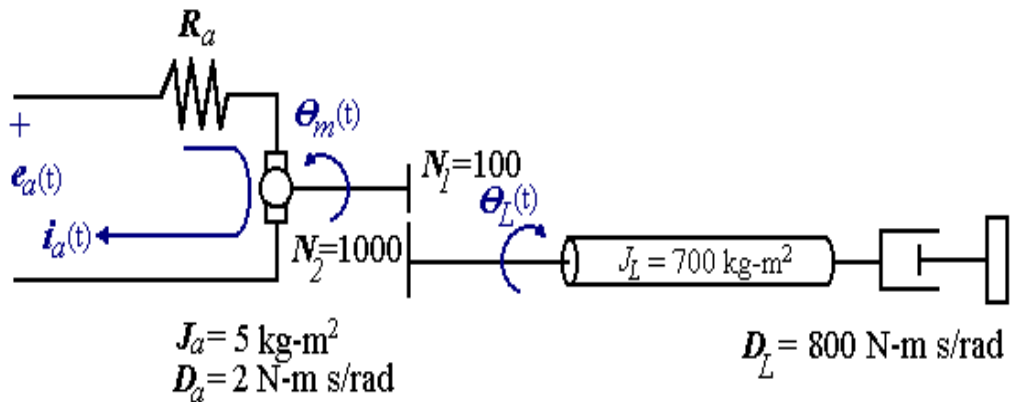 Ra
θm(t)
+
ea(t)
ia(t)
N1=100
θL(t)
N2=1000
JL = 700 kg-m²
Ja= 5 kg-m²
Da= 2 N-m s/rad
DL = 800 N-m s/rad